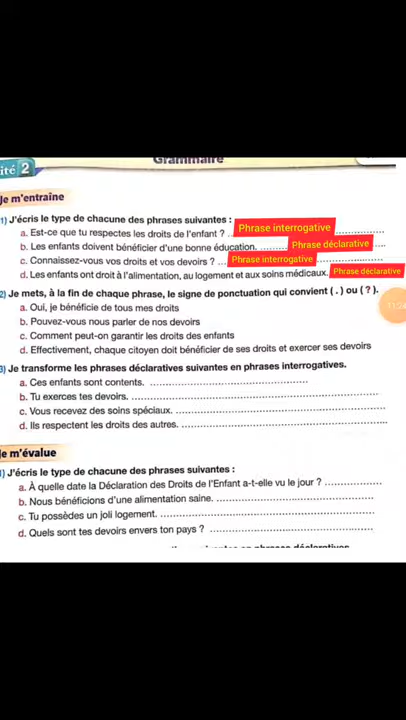 ité 2
Grammaire
Je m'entraine
1) J'écris le type de chacune des phrases suivantes :
a. Est-ce que tu respectes les droits de l'enfant ? .. Phrase interrogative ..............
b. Les enfants doivent bénéficier d'une bonne éducation. ........ Phrase déclarative ....
c. Connaissez-vous vos droits et vos devoirs ? ... Phrase interrogative ....................
d. Les enfants ont droit à l'alimentation, au logement et aux soins médicaux. Phrase déclarative
2) Je mets, à la fin de chaque phrase, le signe de ponctuation qui convient ( . ) ou ( ? ).
a. Oui, je bénéficie de tous mes droits
b. Pouvez-vous nous parler de nos devoirs
c. Comment peut-on garantir les droits des enfants
d. Effectivement, chaque citoyen doit bénéficier de ses droits et exercer ses devoirs
3) Je transforme les phrases déclaratives suivantes en phrases interrogatives.
a. Ces enfants sont contents. ................................................
b. Tu exerces tes devoirs. ................................................
c. Vous recevez des soins spéciaux. ................................................
d. Ils respectent les droits des autres. ................................................
Je m'évalue
1) J'écris le type de chacune des phrases suivantes :
a. À quelle date la Déclaration des Droits de l'Enfant a-t-elle vu le jour ? ..................
b. Nous bénéficions d'une alimentation saine. ................................................
c. Tu possèdes un joli logement. ................................................
d. Quels sont tes devoirs envers ton pays ? ................................................